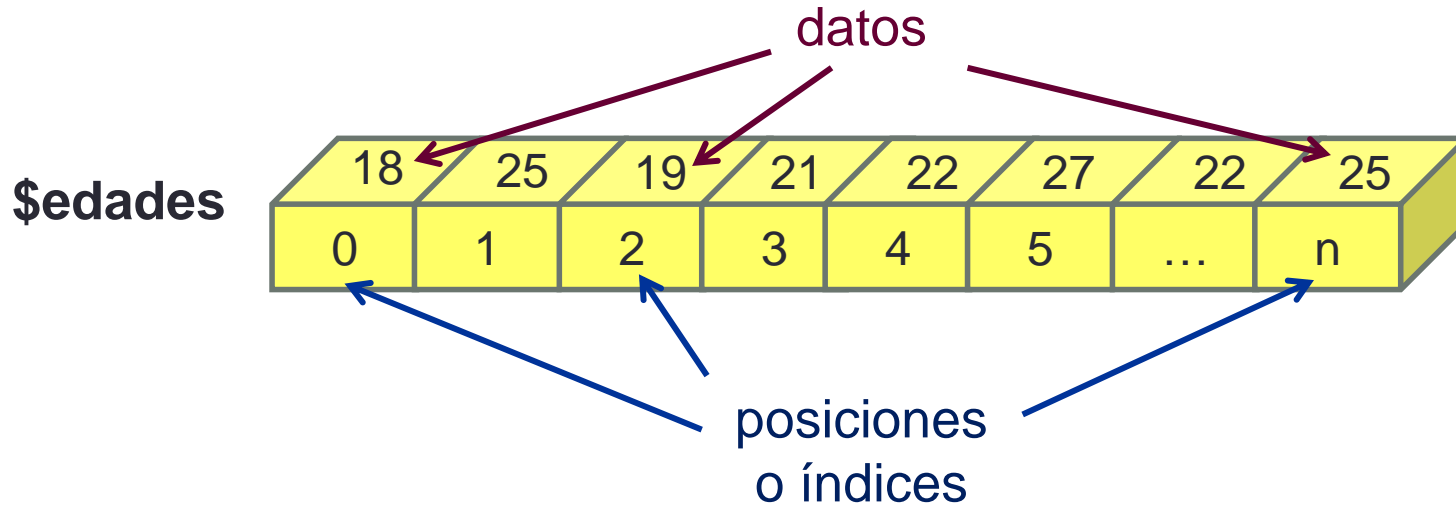 datos
18 25 19 21 22 27 22 25
$edades
0 1 2 3 4 5 … n
posiciones
o índices